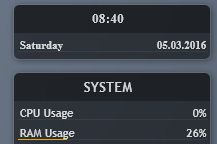 08:40
Saturday 05.03.2016
SYSTEM
CPU Usage 0%
RAM Usage 26%